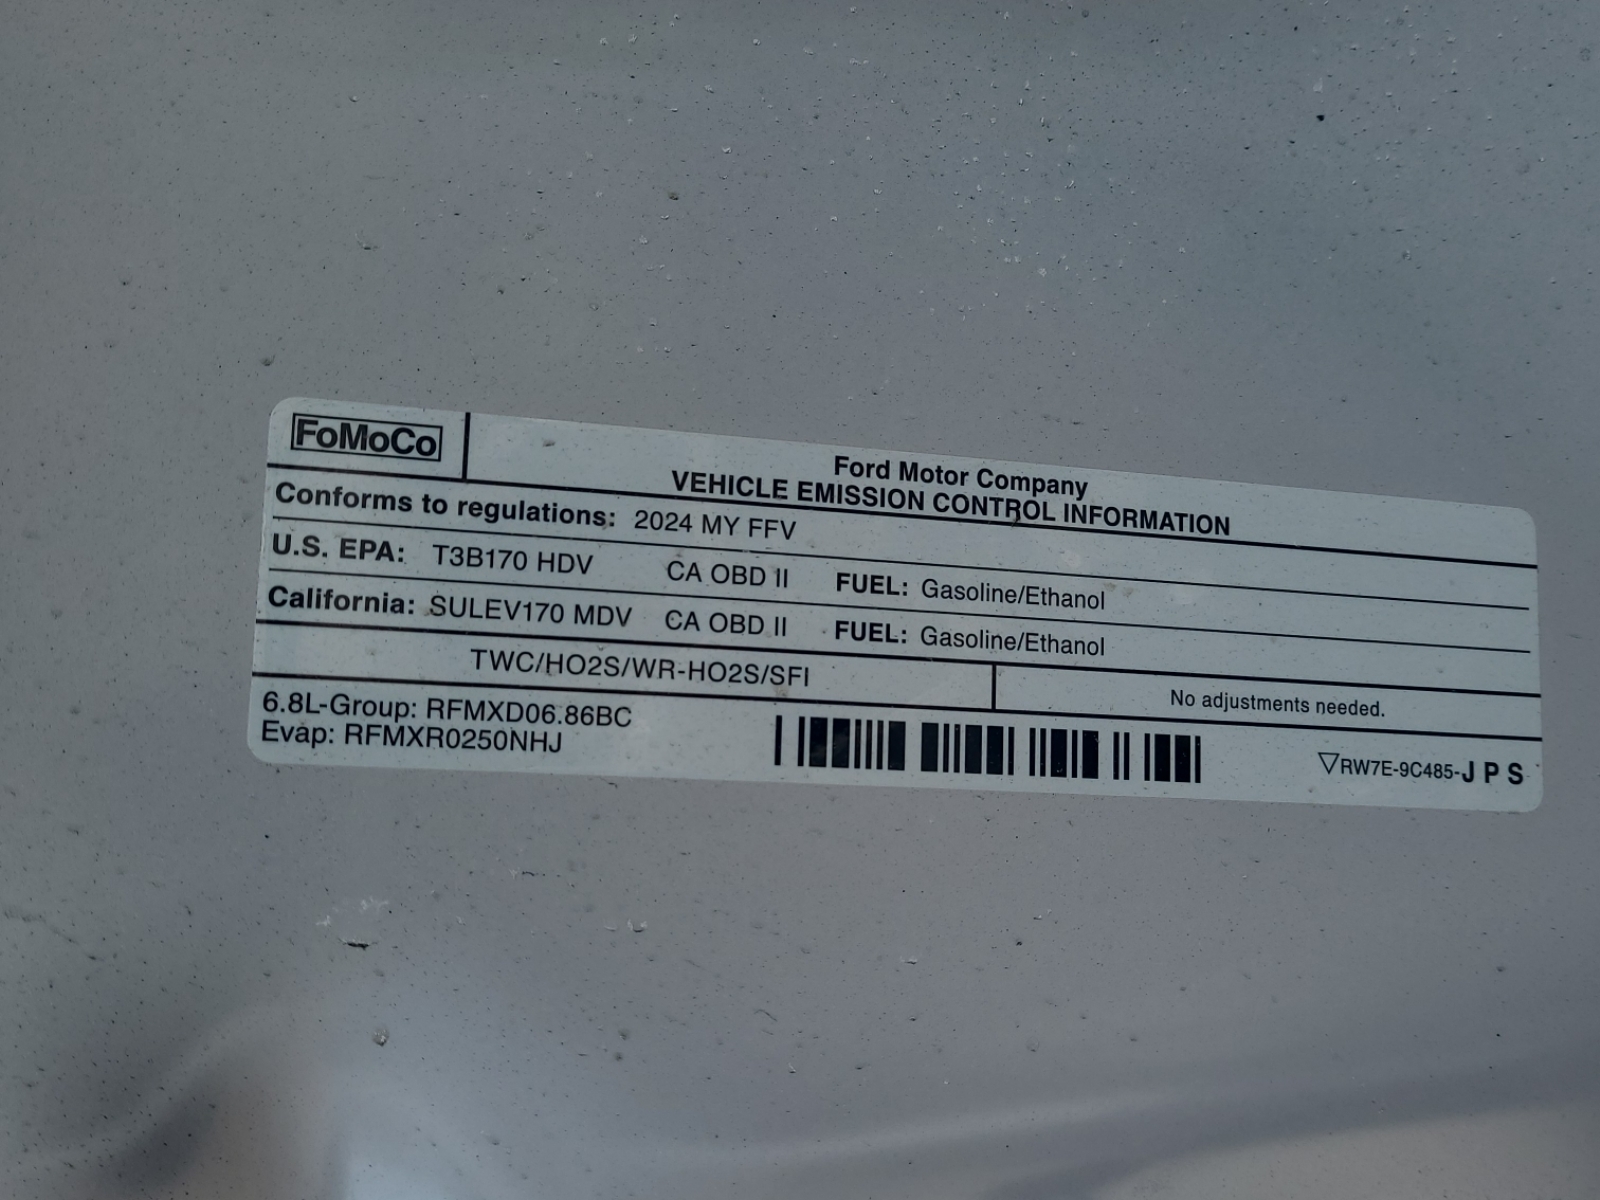 FoMoCo
Ford Motor Company
VEHICLE EMISSION CONTROL INFORMATION
Conforms to regulations: 2024 MY FFV
U.S. EPA: T3B170 HDV CA OBD II FUEL: Gasoline/Ethanol
California: SULEV170 MDV CA OBD II FUEL: Gasoline/Ethanol
TWC/HO2S/WR-HO2S/SFI
No adjustments needed.
6.8L-Group: RFMXD06.86BC
Evap: RFMXR0250NHJ
▽RW7E-9C485-J P S